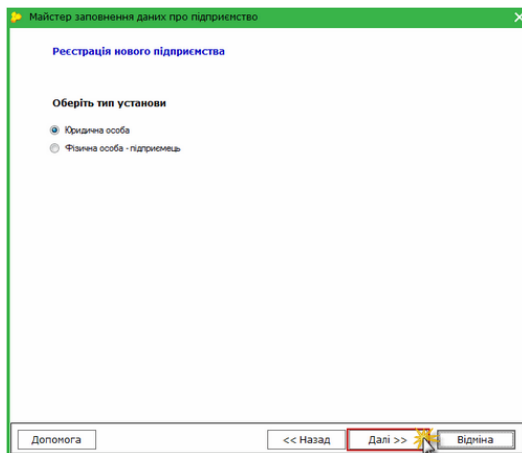 Майстер заповнення даних про підприємство
Реєстрація нового підприємства
Оберіть тип установи
Юридична особа
Фізична особа - підприємець
Допомога
<< Назад
Далі >>
Відміна